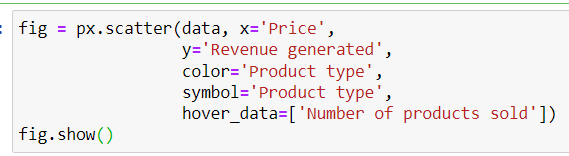 fig = px.scatter(data, x='Price',
                 y='Revenue generated',
                 color='Product type',
                 symbol='Product type',
                 hover_data=['Number of products sold'])
fig.show()